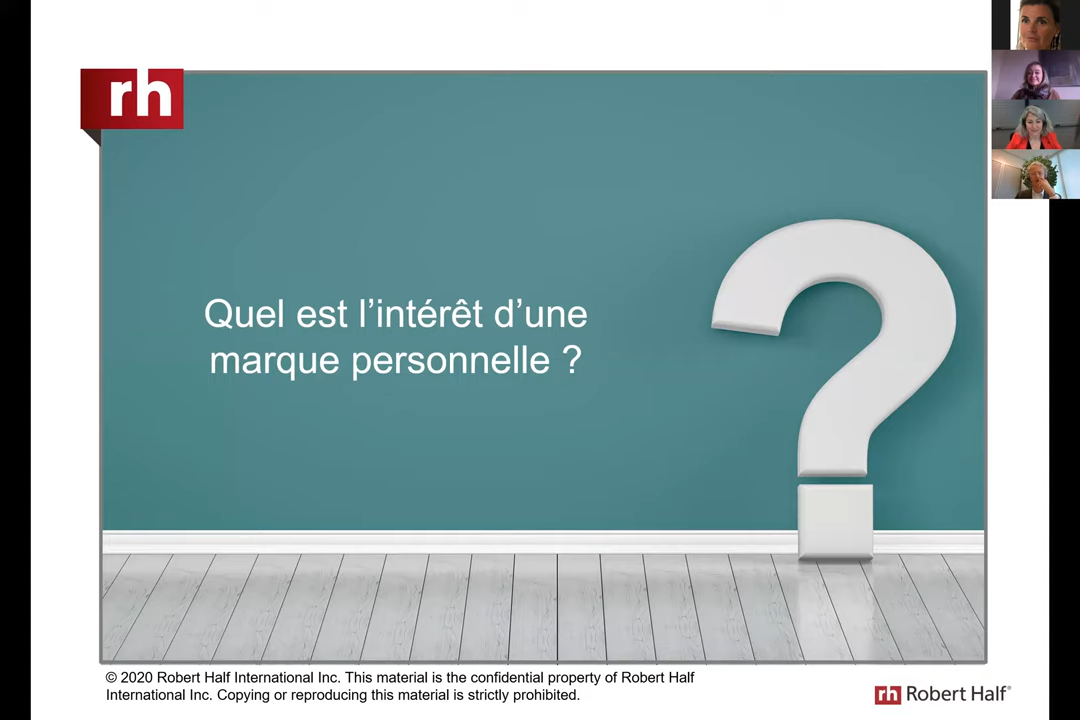 rh
Quel est l’intérêt d’une
marque personnelle ?
© 2020 Robert Half International Inc. This material is the confidential property of Robert Half
International Inc. Copying or reproducing this material is strictly prohibited.
rh Robert Half®